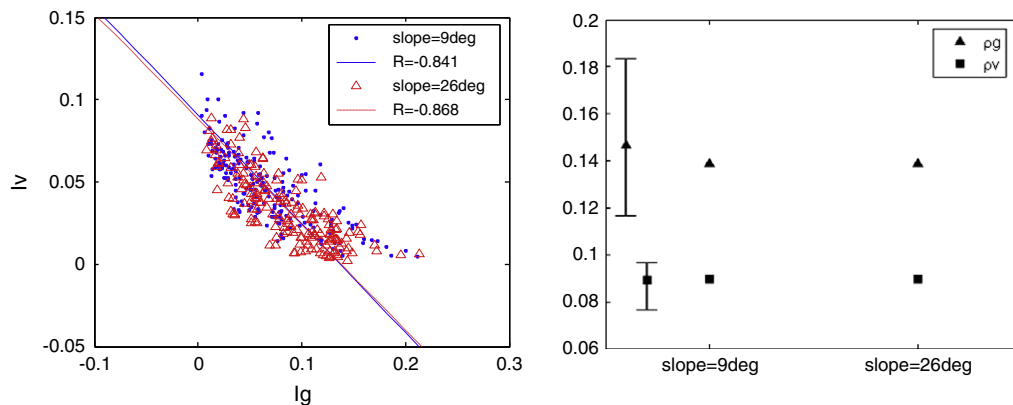 0.15
0.1
0.05
0
-0.05
Iv
-0.1
0
0.1
0.2
0.3
Ig
slope=9deg
R=-0.841
slope=26deg
R=-0.868
0.2
0.18
0.16
0.14
0.12
0.1
0.08
0.06
ρg
ρv
slope=9deg
slope=26deg